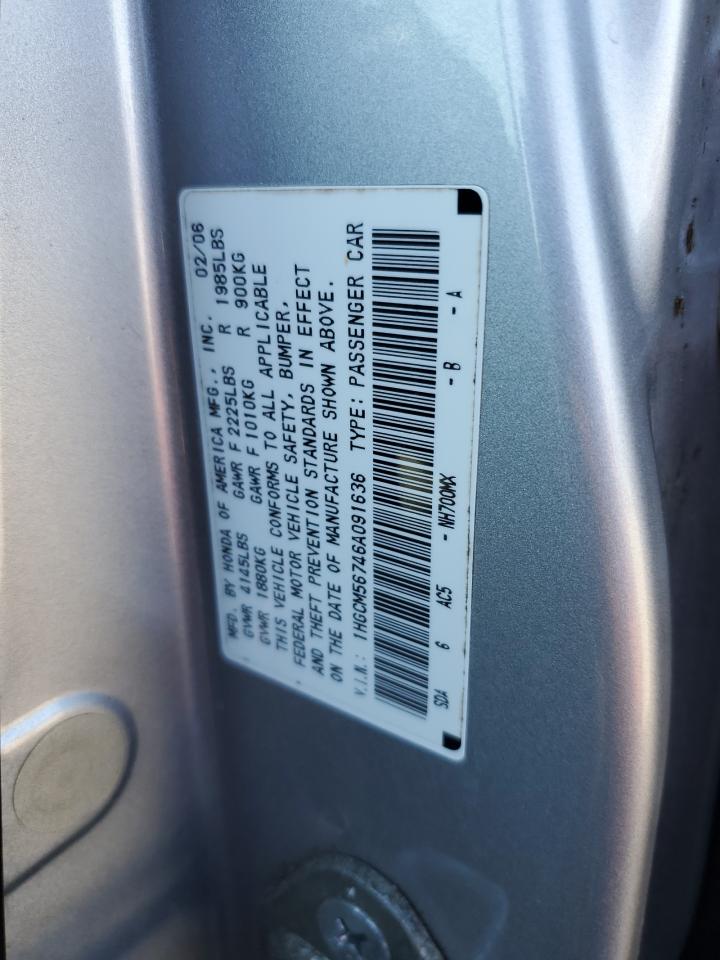 MFD. BY HONDA OF AMERICA MFG., INC. 02/06
GVWR 4145LBS GAWR F 2225LBS R 1985LBS
GVWR 1880KG GAWR F 1010KG R 900KG
THIS VEHICLE CONFORMS TO ALL APPLICABLE
FEDERAL MOTOR VEHICLE SAFETY, BUMPER,
AND THEFT PREVENTION STANDARDS IN EFFECT
ON THE DATE OF MANUFACTURE SHOWN ABOVE.
V.I.N.: 1HGCM56746A091636 TYPE: PASSENGER CAR
SDA 6 AC5 - NH700MX - B - A